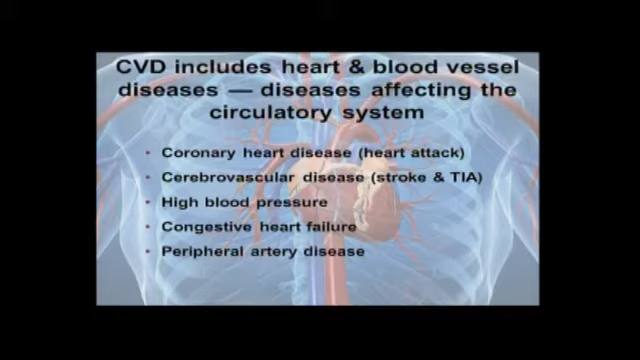 CVD includes heart & blood vessel
diseases — diseases affecting the
circulatory system
• Coronary heart disease (heart attack)
• Cerebrovascular disease (stroke & TIA)
• High blood pressure
• Congestive heart failure
• Peripheral artery disease